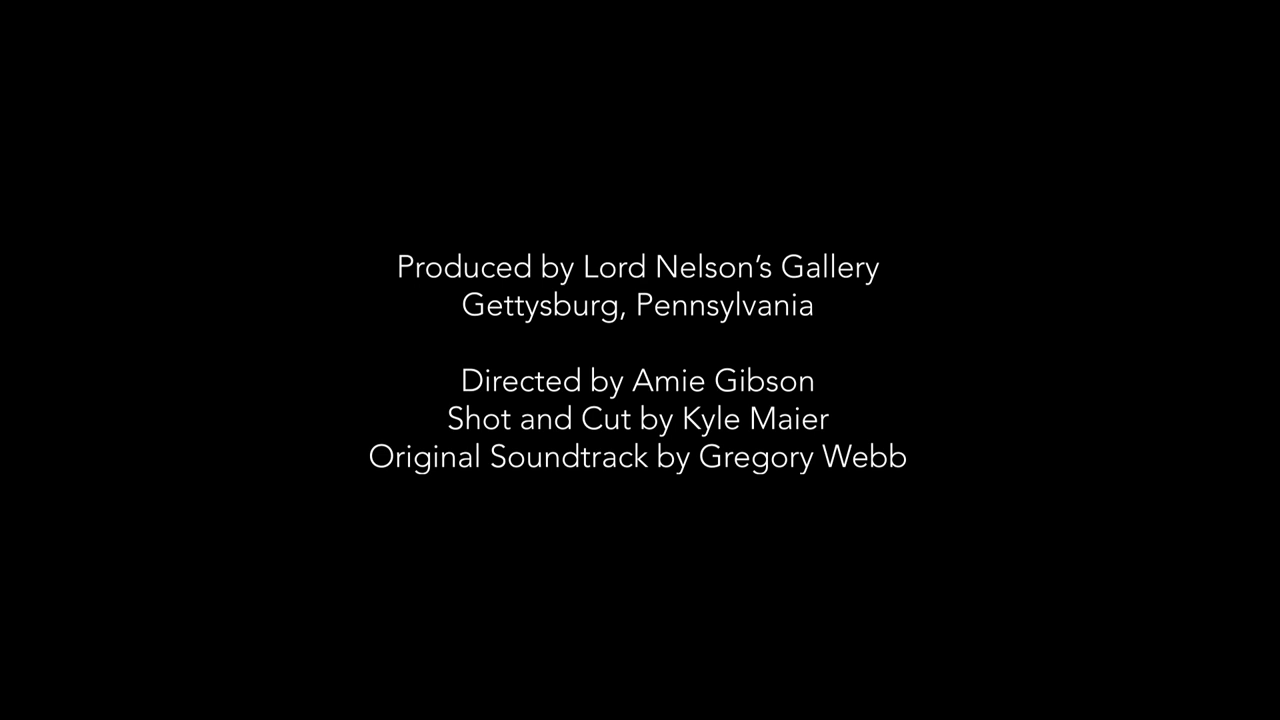 Produced by Lord Nelson’s Gallery
Gettysburg, Pennsylvania
Directed by Amie Gibson
Shot and Cut by Kyle Maier
Original Soundtrack by Gregory Webb